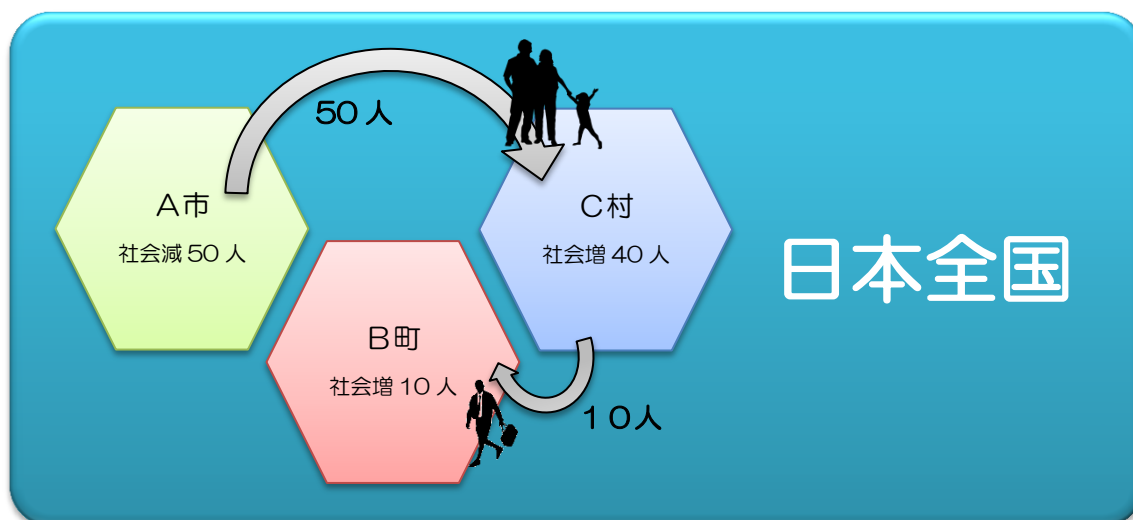 50人
A市
社会減50人
C村
社会増40人
日本全国
B町
社会増10人
10人